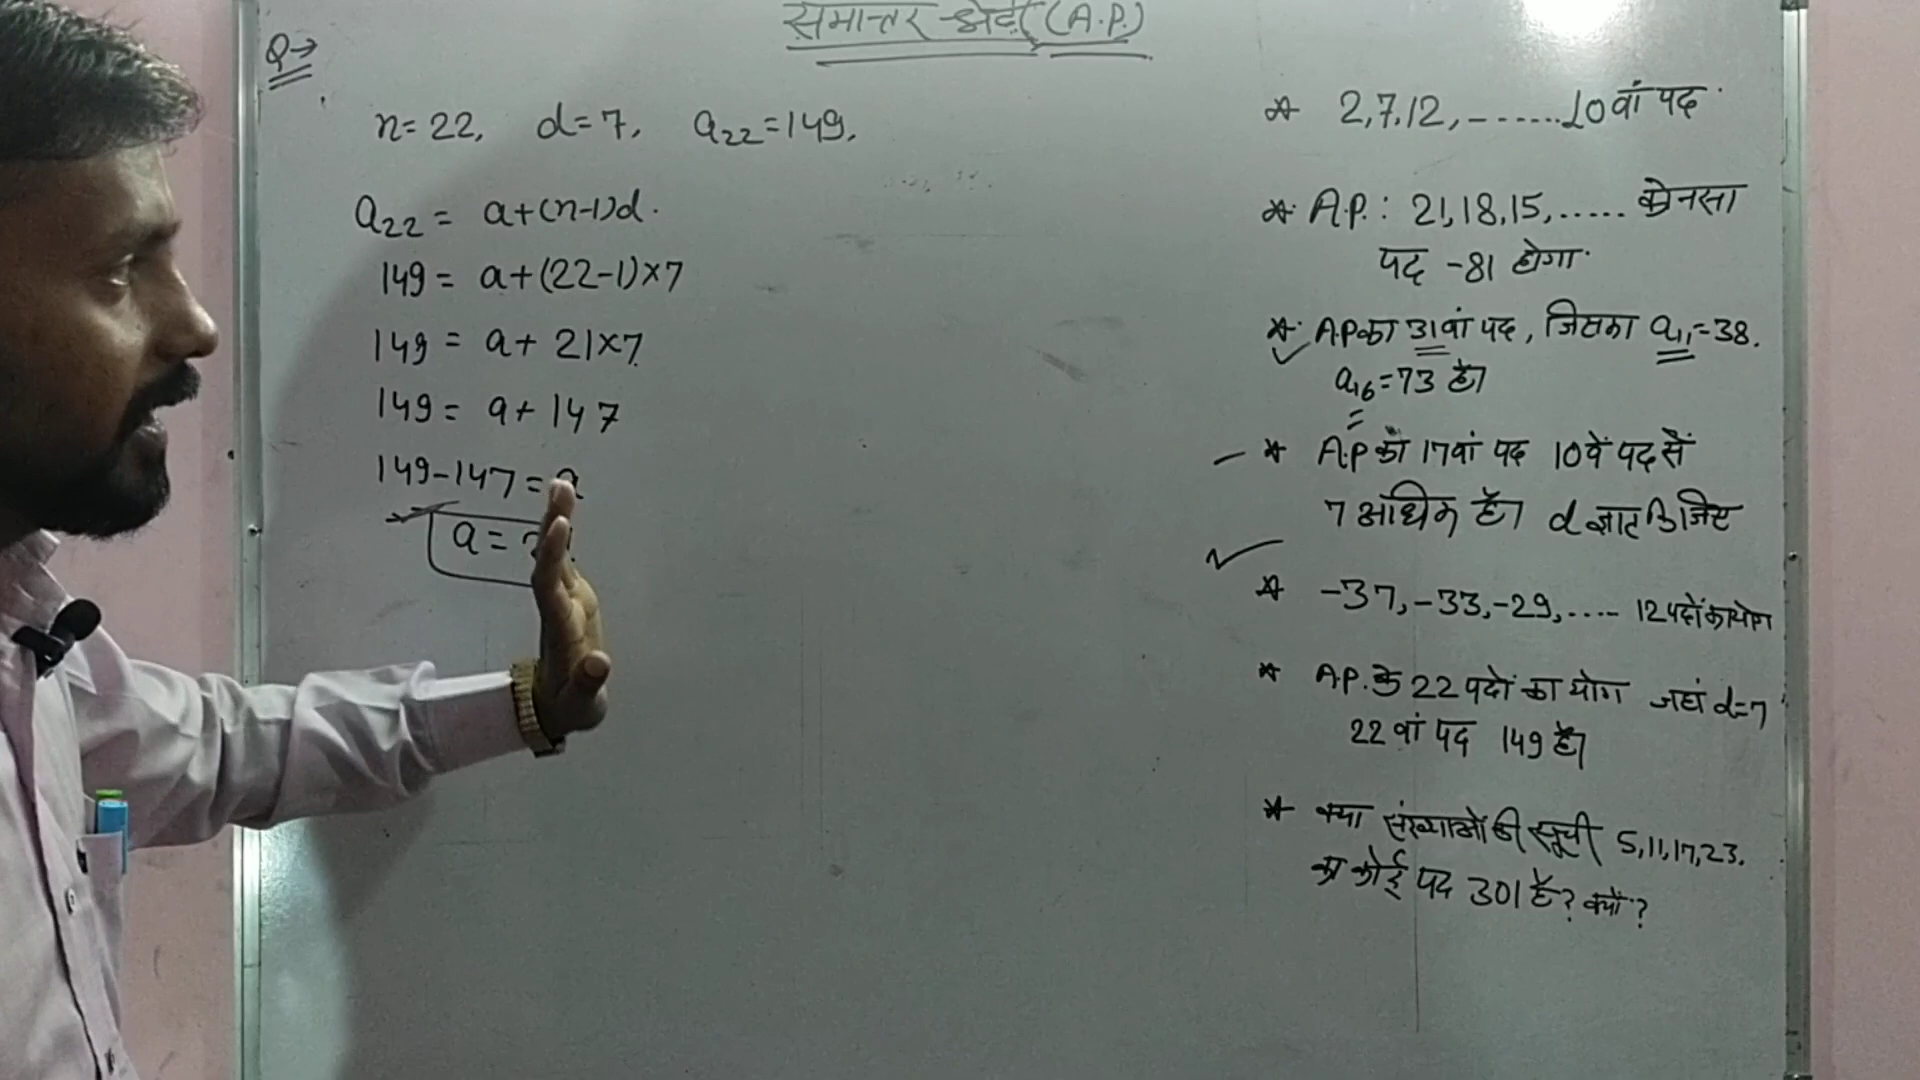 समान्तर श्रेढ़ी (A.P.)
Q→
n=22, d=7, a₂₂=149,
a₂₂ = a+(n-1)d.
149 = a+(22-1)×7
149 = a+ 21×7
149 = a+ 147
149-147 = a
a =
* 2,7,12,-......10वां पद
* A.P.: 21,18,15,..... कौनसा
पद -81 होगा
* A.P का 31वां पद, जिसका a₁₁=38.
a₁₆=73 है।
* A.P का 17वां पद 10वें पद से
7 अधिक है। d ज्ञात किजिए
* -37,-33,-29,..... 12 पदों का योग
* A.P. के 22 पदों का योग जहां d=7
22 वां पद 149 है।
* क्या संख्याओं की सूची 5,11,17,23.
का कोई पद 301 है? क्यों?